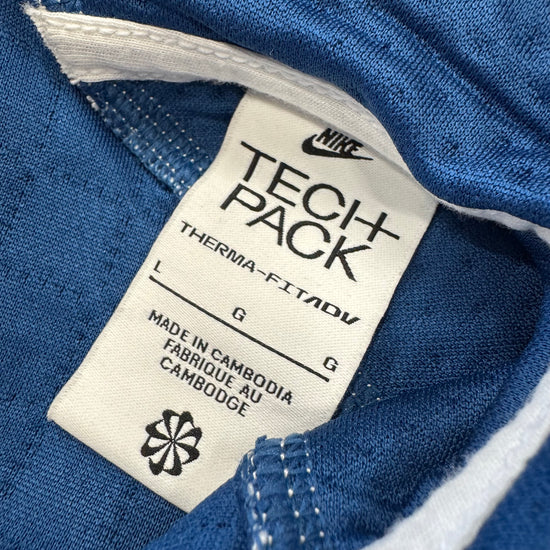 NIKE
TECH
PACK
THERMA-FIT ADV
L
G
G
MADE IN CAMBODIA
FABRIQUE AU
CAMBODGE